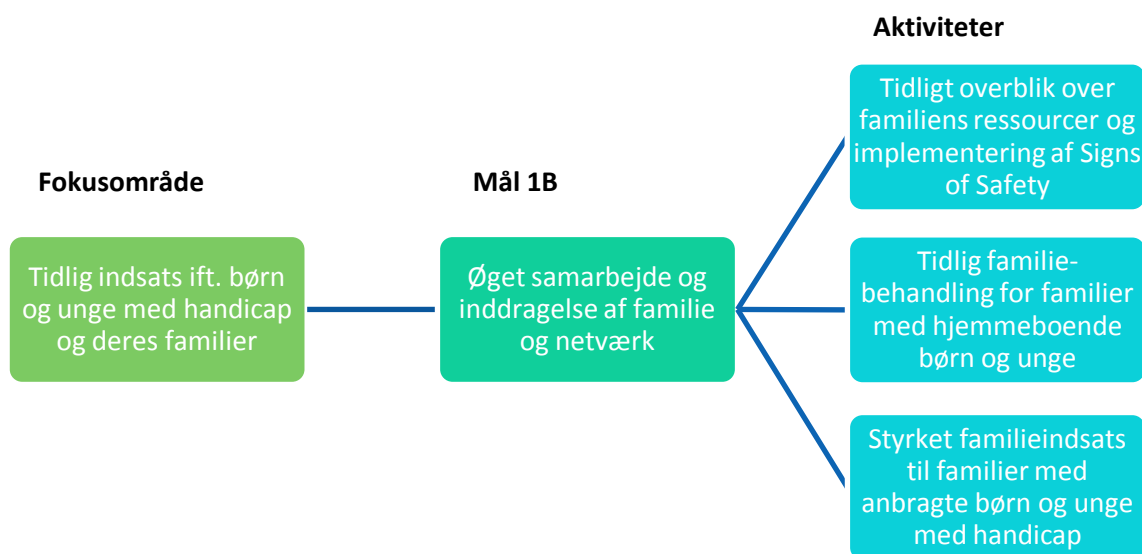 Fokusområde
Tidlig indsats ift. børn
og unge med handicap
og deres familier
Mål 1B
Øget samarbejde og
inddragelse af familie
og netværk
Aktiviteter
Tidligt overblik over
familiens ressourcer og
implementering af Signs
of Safety
Tidlig familie-
behandling for familier
med hjemmeboende
børn og unge
Styrket familieindsats
til familier med
anbragte børn og unge
med handicap